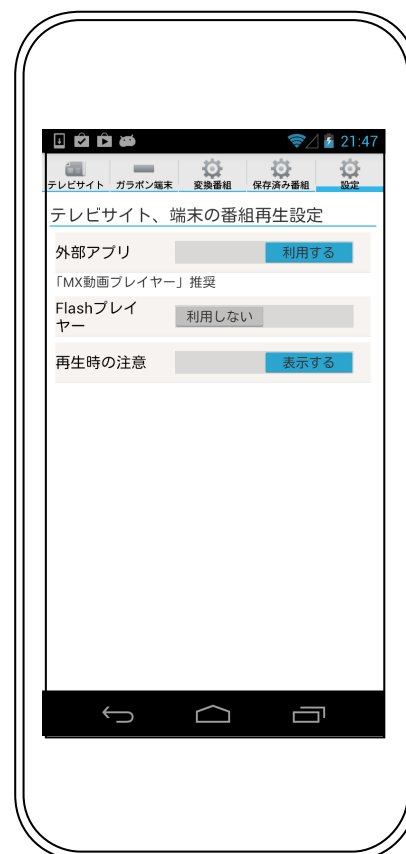 21:47
テレビサイト ガラポン端末 変換番組 保存済み番組 設定
テレビサイト、端末の番組再生設定
外部アプリ 利用する
「MX動画プレイヤー」推奨
Flashプレイ
ヤー 利用しない
再生時の注意 表示する